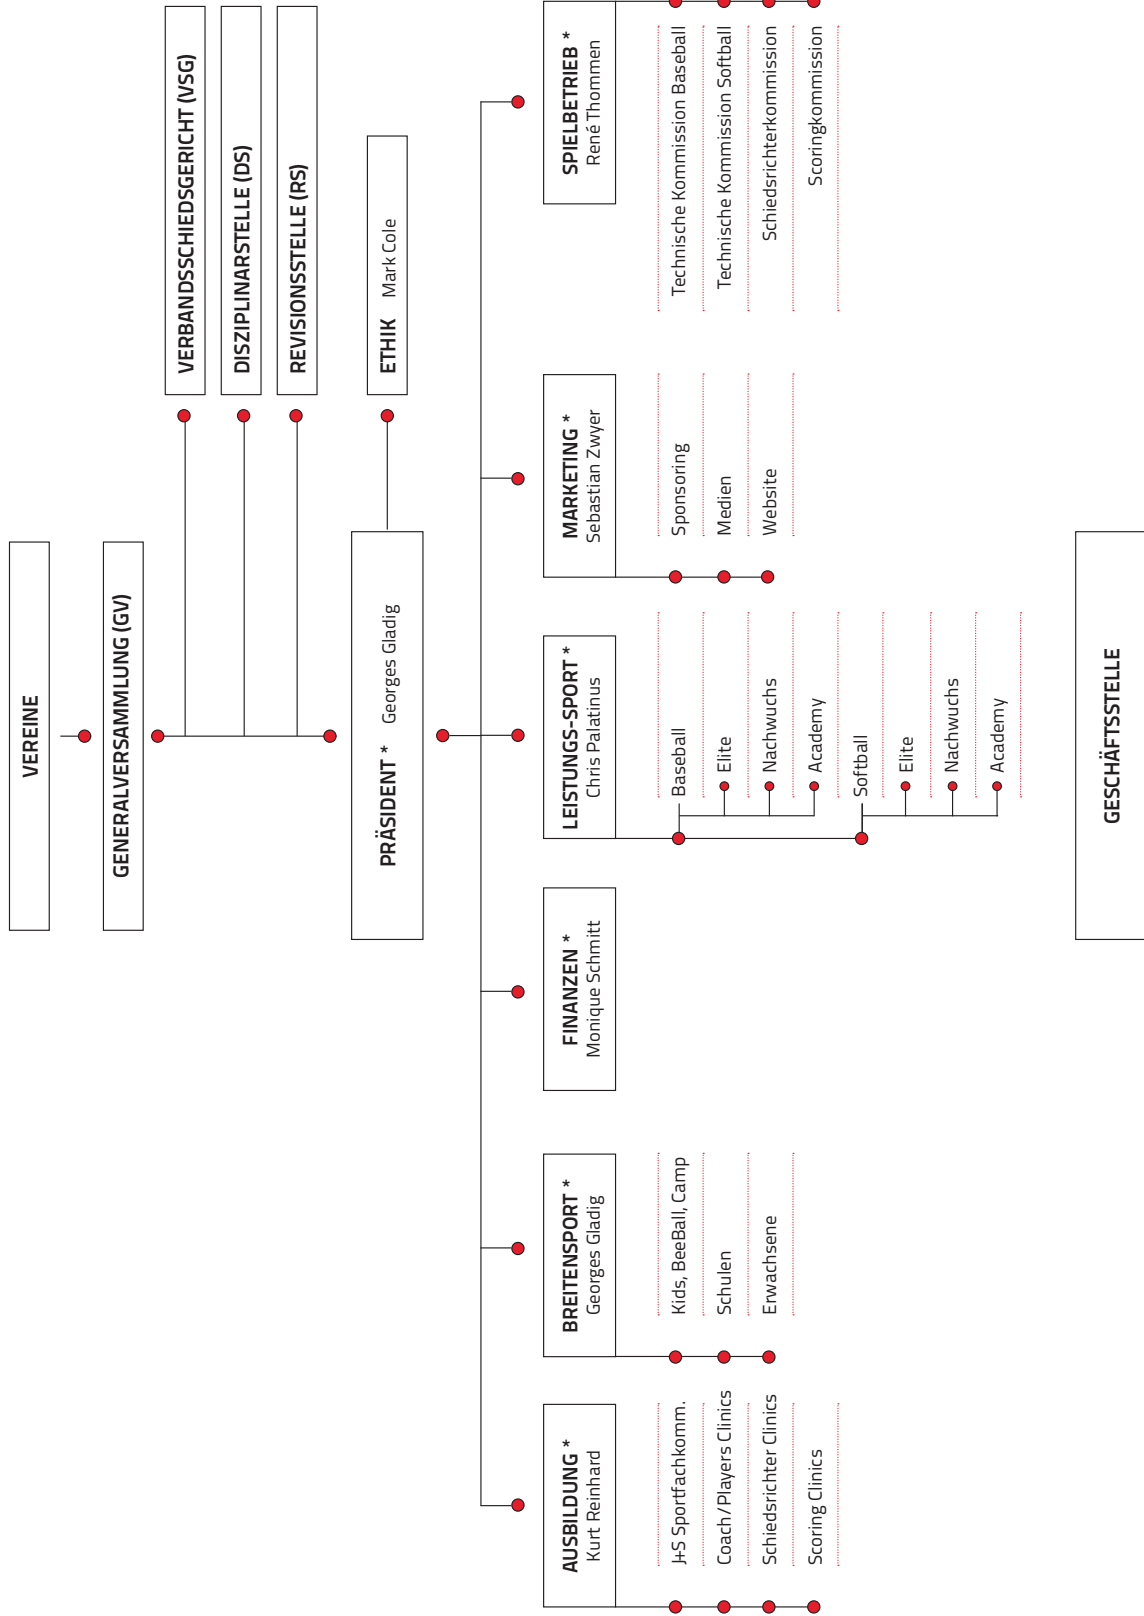 VEREINE
GENERALVERSAMMLUNG (GV)
VERBANDSSCHIEDSGERICHT (VSG)
DISZIPLINARSTELLE (DS)
REVISIONSSTELLE (RS)
PRÄSIDENT * Georges Gladig
ETHIK Mark Cole
AUSBILDUNG *
Kurt Reinhard
J+S Sportfachkomm.
Coach/Players Clinics
Schiedsrichter Clinics
Scoring Clinics
BREITENSPORT *
Georges Gladig
Kids, BeeBall, Camp
Schulen
Erwachsene
FINANZEN *
Monique Schmitt
LEISTUNGS-SPORT *
Chris Palatinus
Baseball
Elite
Nachwuchs
Academy
Softball
Elite
Nachwuchs
Academy
MARKETING *
Sebastian Zwyer
Sponsoring
Medien
Website
SPIELBETRIEB *
René Thommen
Technische Kommission Baseball
Technische Kommission Softball
Schiedsrichterkommission
Scoringkommission
GESCHÄFTSSTELLE